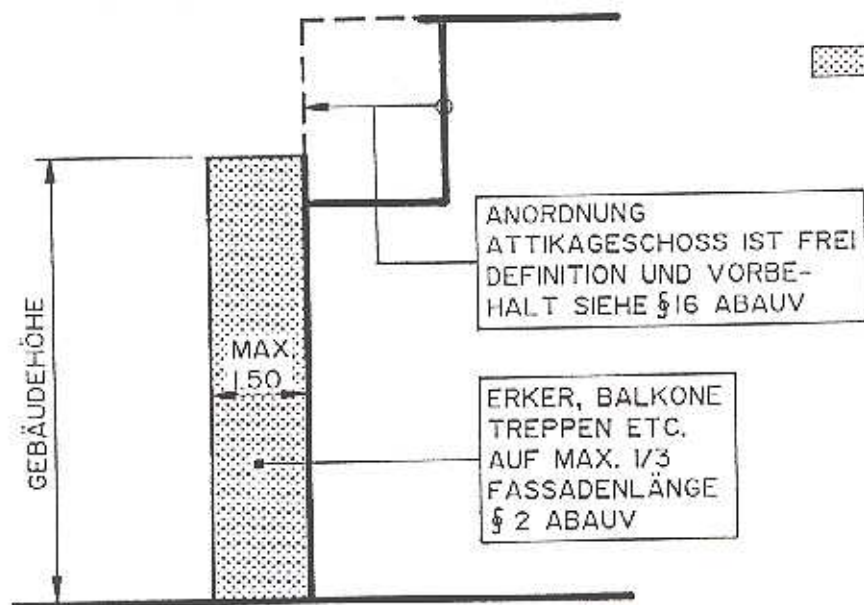 ANORDNUNG
ATTIKAGESCHOSS IST FREI
DEFINITION UND VORBE-
HALT SIEHE § 16 ABAUV
GEBÄUDEHÖHE
MAX.
1.50
ERKER, BALKONE
TREPPEN ETC.
AUF MAX. 1/3
FASSADENLÄNGE
§ 2 ABAUV